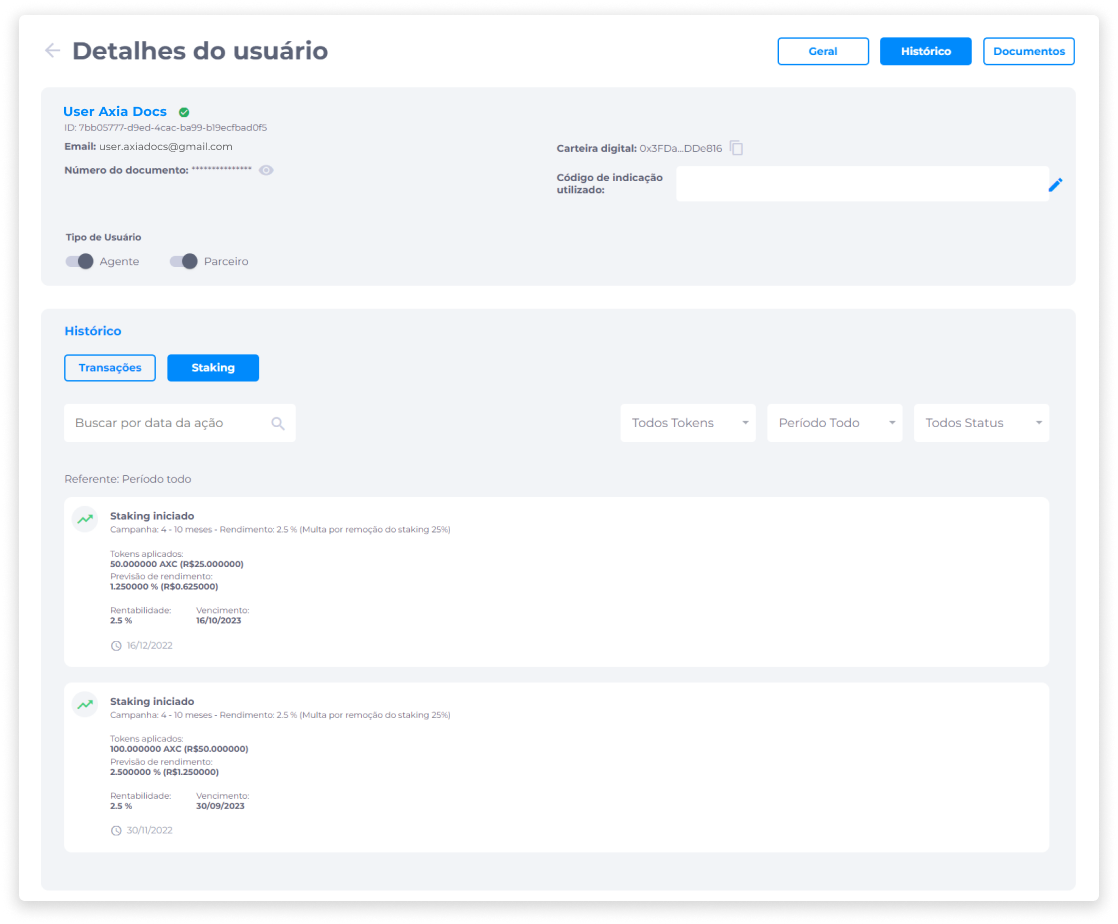 Detalhes do usuário
Geral
Histórico
Documentos
User Axia Docs
ID: 7bb05777-d9ed-4cac-ba99-b19ecfbad0f5
Email: user.axiadocs@gmail.com
Número do documento: ***************
Carteira digital: 0x3FDa...DDe816
Código de indicação
utilizado:
Tipo de Usuário
Agente
Parceiro
Histórico
Transações
Staking
Buscar por data da ação
Todos Tokens
Período Todo
Todos Status
Referente: Período todo
Staking iniciado
Campanha: 4 - 10 meses - Rendimento: 2.5 % (Multa por remoção do staking 25%)
Tokens aplicados:
50.000000 AXC (R$25.000000)
Previsão de rendimento:
1.250000 % (R$0.625000)
Rentabilidade: Vencimento:
2.5 % 16/10/2023
16/12/2022
Staking iniciado
Campanha: 4 - 10 meses - Rendimento: 2.5 % (Multa por remoção do staking 25%)
Tokens aplicados:
100.000000 AXC (R$50.000000)
Previsão de rendimento:
2.500000 % (R$1.250000)
Rentabilidade: Vencimento:
2.5 % 30/09/2023
30/11/2022